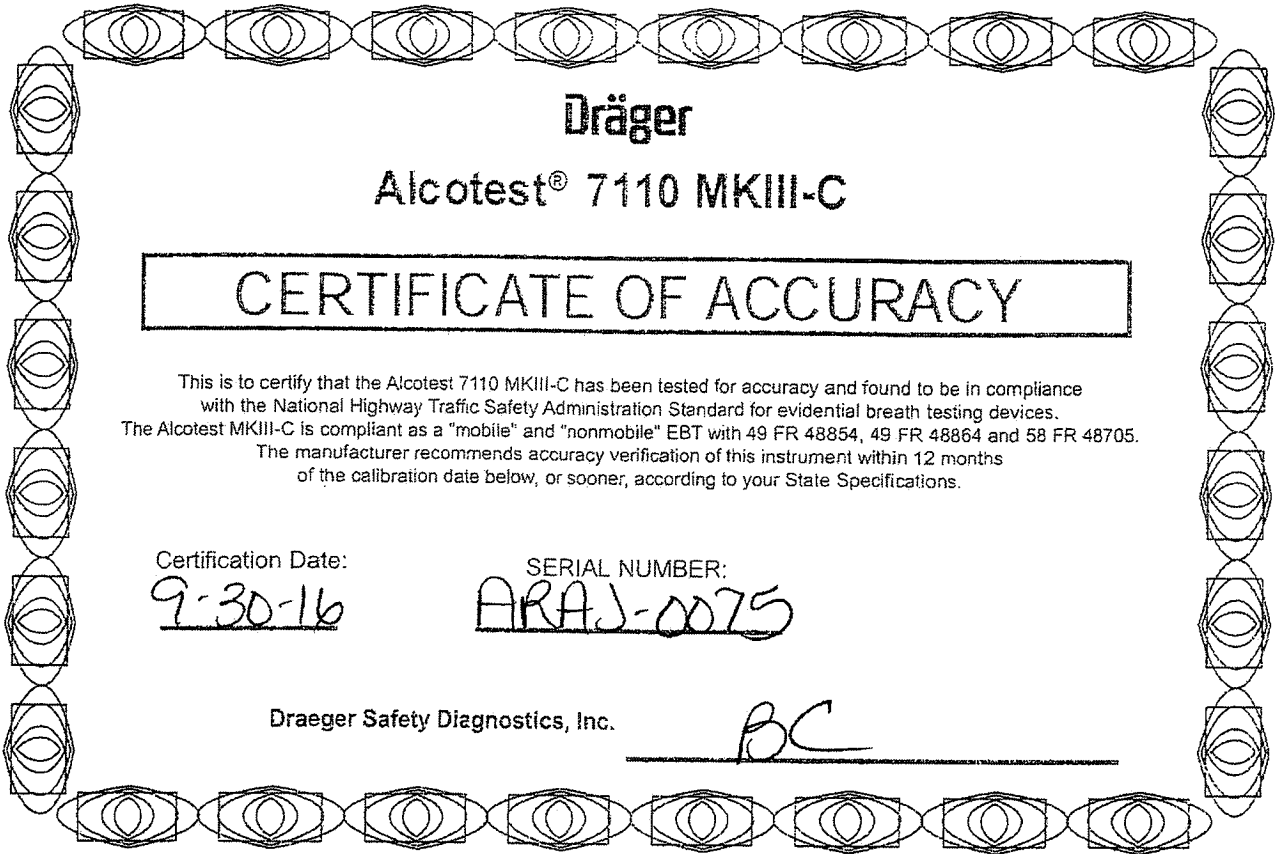 Dräger
Alcotest® 7110 MKIII-C
CERTIFICATE OF ACCURACY
This is to certify that the Alcotest 7110 MKIII-C has been tested for accuracy and found to be in compliance
with the National Highway Traffic Safety Administration Standard for evidential breath testing devices.
The Alcotest MKIII-C is compliant as a "mobile" and "nonmobile" EBT with 49 FR 48854, 49 FR 48864 and 58 FR 48705.
The manufacturer recommends accuracy verification of this instrument within 12 months
of the calibration date below, or sooner, according to your State Specifications.
Certification Date:
9-30-16
SERIAL NUMBER:
ARAJ-0075
Draeger Safety Diagnostics, Inc.
BC